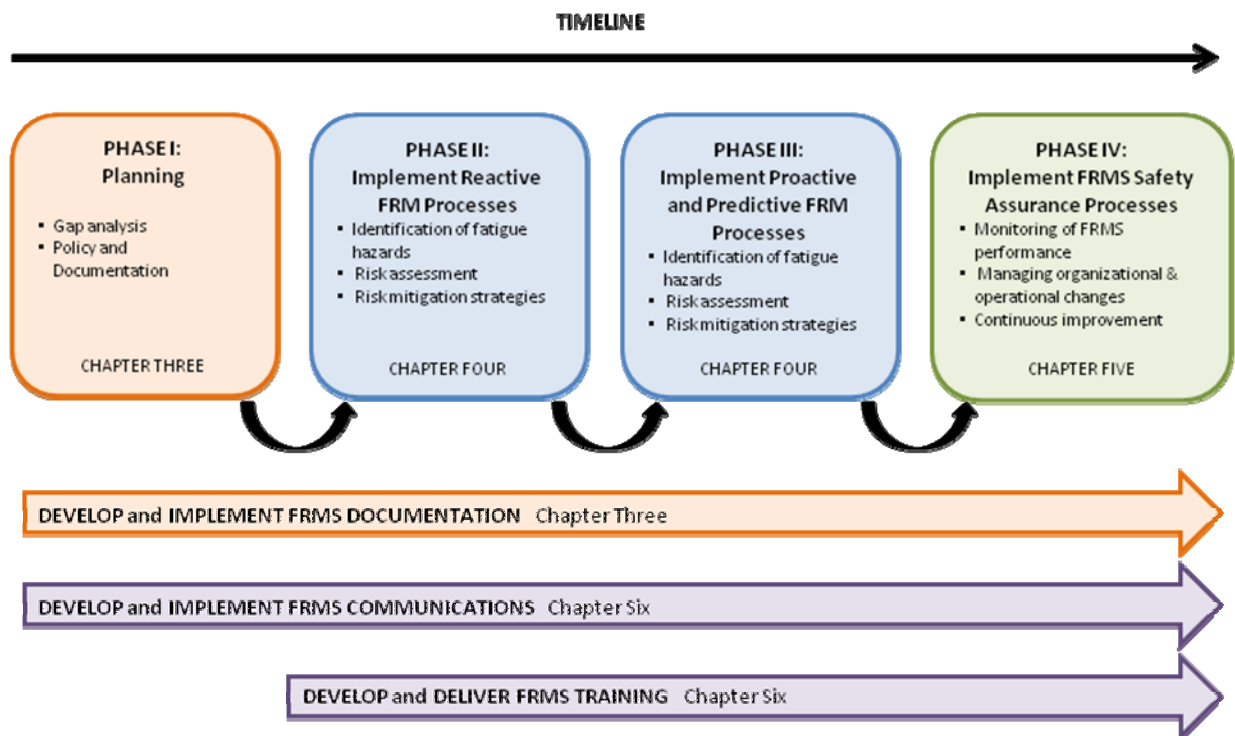 TIMELINE
PHASE I:
Planning
▪ Gap analysis
▪ Policy and
Documentation
CHAPTER THREE
PHASE II:
Implement Reactive
FRM Processes
▪ Identification of fatigue
hazards
▪ Risk assessment
▪ Risk mitigation strategies
CHAPTER FOUR
PHASE III:
Implement Proactive
and Predictive FRM
Processes
▪ Identification of fatigue
hazards
▪ Risk assessment
▪ Risk mitigation strategies
CHAPTER FOUR
PHASE IV:
Implement FRMS Safety
Assurance Processes
▪ Monitoring of FRMS
performance
▪ Managing organizational &
operational changes
▪ Continuous improvement
CHAPTER FIVE
DEVELOP and IMPLEMENT FRMS DOCUMENTATION Chapter Three
DEVELOP and IMPLEMENT FRMS COMMUNICATIONS Chapter Six
DEVELOP and DELIVER FRMS TRAINING Chapter Six